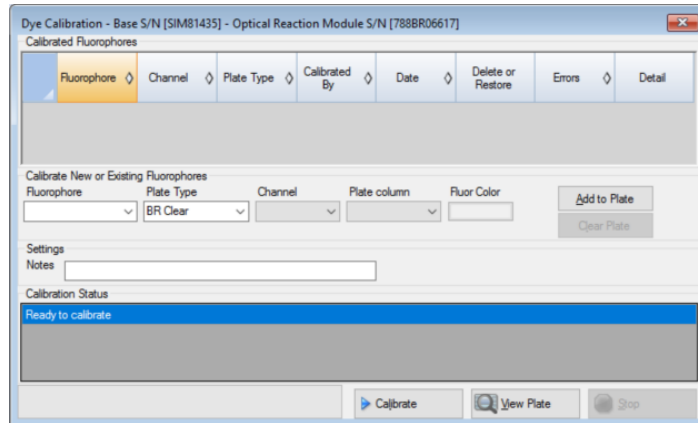 Dye Calibration - Base S/N [SIM81435] - Optical Reaction Module S/N [788BR06617]
Calibrated Fluorophores
Fluorophore Channel Plate Type Calibrated By Date Delete or Restore Errors Detail
Calibrate New or Existing Fluorophores
Fluorophore Plate Type Channel Plate column Fluor Color
BR Clear
Add to Plate
Clear Plate
Settings
Notes
Calibration Status
Ready to calibrate
Calibrate View Plate Stop